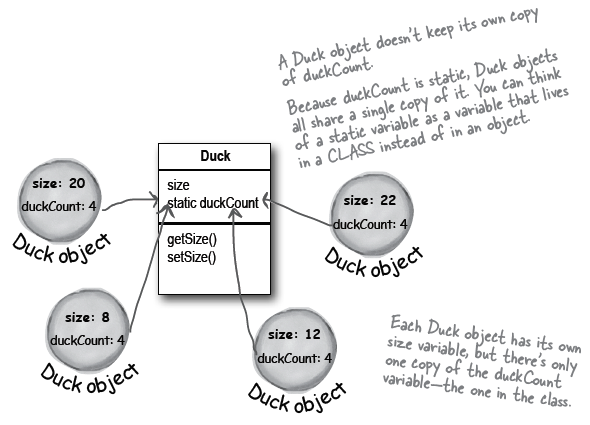 A Duck object doesn't keep its own copy
of duckCount.
Because duckCount is static, Duck objects
all share a single copy of it. You can think
of a static variable as a variable that lives
in a CLASS instead of in an object.
Duck
size
static duckCount
getSize()
setSize()
size: 20
duckCount: 4
Duck object
size: 22
duckCount: 4
Duck object
size: 8
duckCount: 4
Duck object
size: 12
duckCount: 4
Duck object
Each Duck object has its own
size variable, but there's only
one copy of the duckCount
variable—the one in the class.